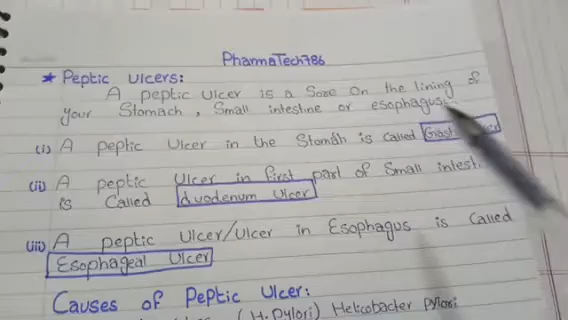 PharmaTech786
* Peptic Ulcers:
A peptic ulcer is a Sore on the lining of
your Stomach, Small intestine or esophagus.
(i) A peptic Ulcer in the Stomach is called
(ii) A peptic Ulcer in first part of Small
is Called duodenum Ulcer
(iii) A peptic Ulcer/Ulcer in Esophagus is Called
Esophageal Ulcer
Causes of Peptic Ulcer:
(H.Pylori) Helicobacter Pylori